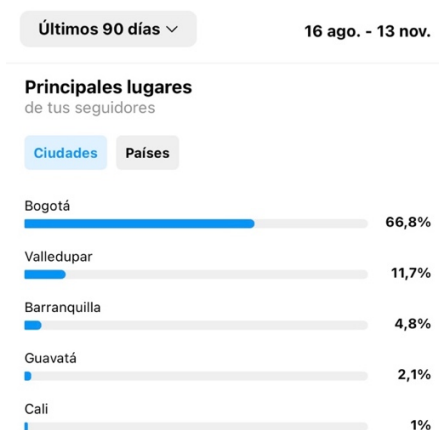 Últimos 90 días
16 ago. - 13 nov.
Principales lugares
de tus seguidores
Ciudades
Países
Bogotá
66,8%
Valledupar
11,7%
Barranquilla
4,8%
Guavatá
2,1%
Cali
1%